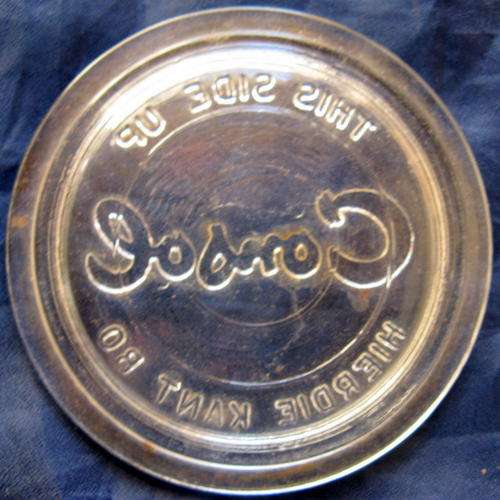 THIS SIDE UP
Consol
HIERDIE KANT BO